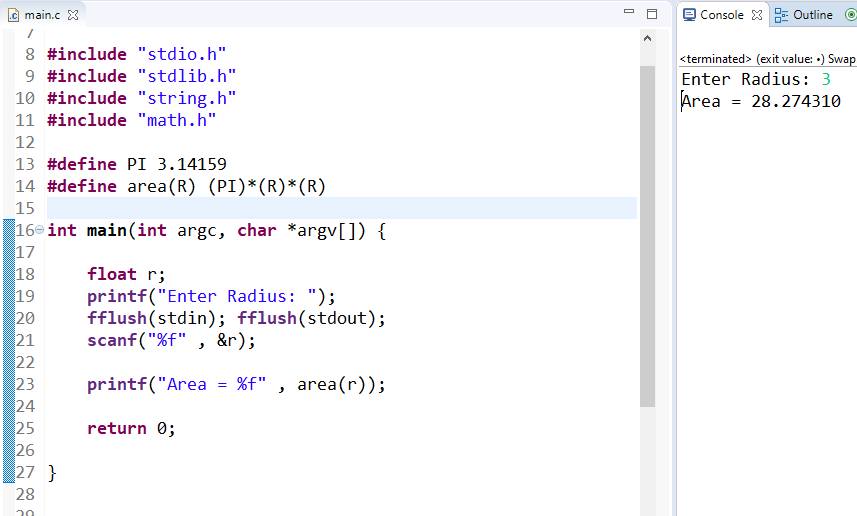 main.c
7
8 #include "stdio.h"
9 #include "stdlib.h"
10 #include "string.h"
11 #include "math.h"
12
13 #define PI 3.14159
14 #define area(R) (PI)*(R)*(R)
15
16 int main(int argc, char *argv[]) {
17
18 float r;
19 printf("Enter Radius: ");
20 fflush(stdin); fflush(stdout);
21 scanf("%f" , &r);
22
23 printf("Area = %f" , area(r));
24
25 return 0;
26
27 }
28
29
Console Outline
<terminated> (exit value: •) Swap
Enter Radius: 3
Area = 28.274310